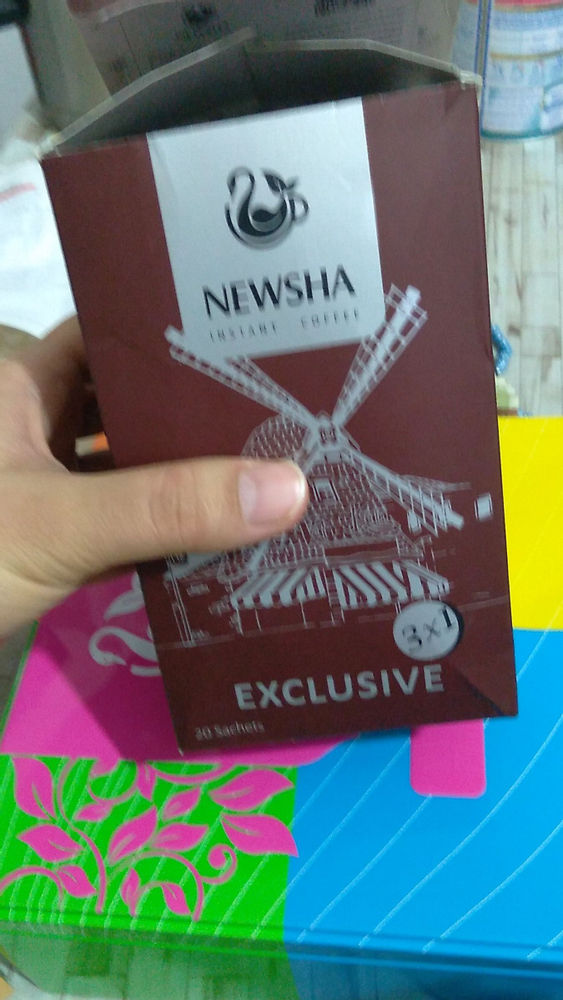 NEWSHA
INSTANT COFFEE
3x1
EXCLUSIVE
20 Sachets